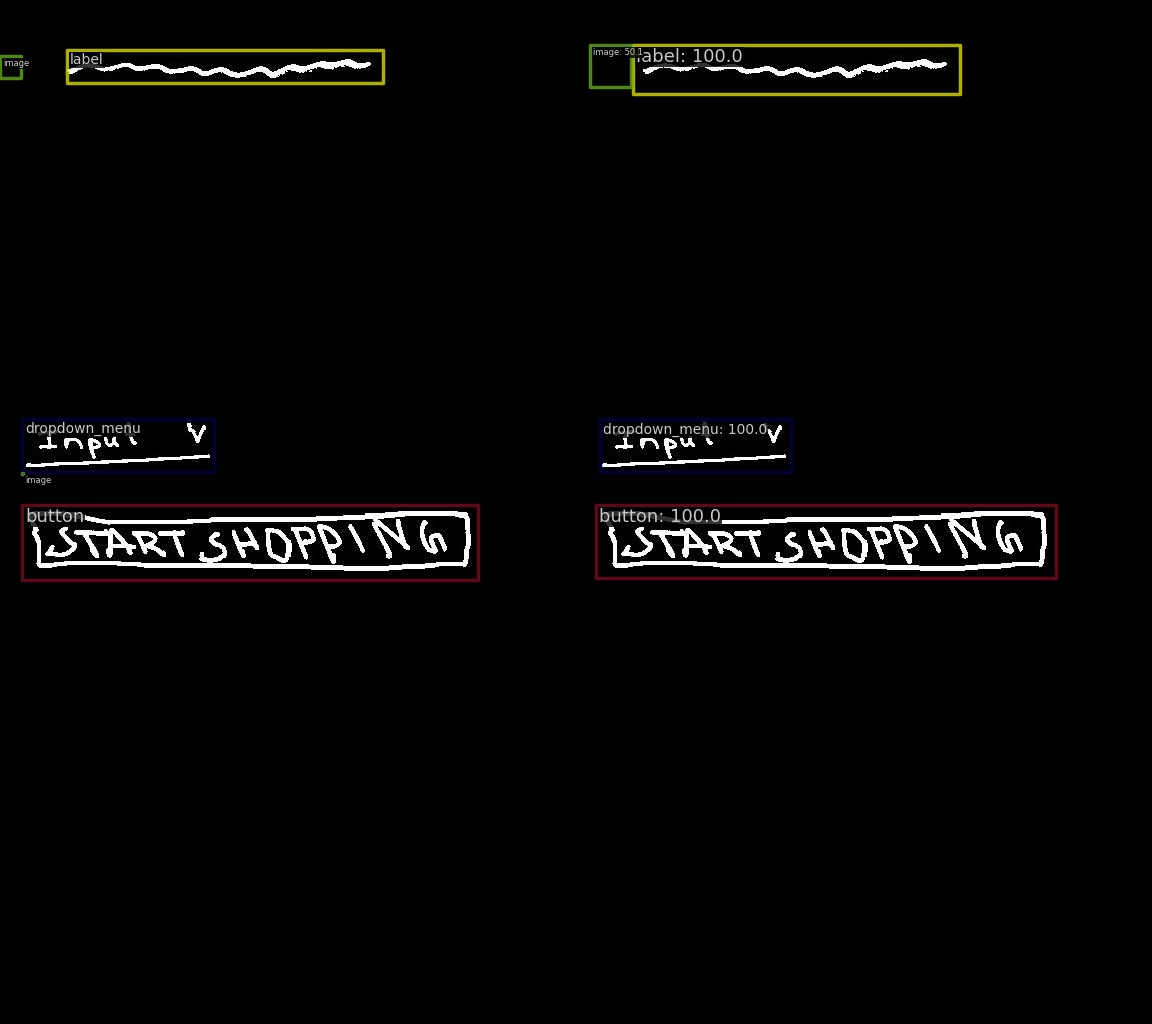 image label image: 50.1 label: 100.0
dropdown_menu dropdown_menu: 100.0
Input V Input V
image
button button: 100.0
START SHOPPING START SHOPPING